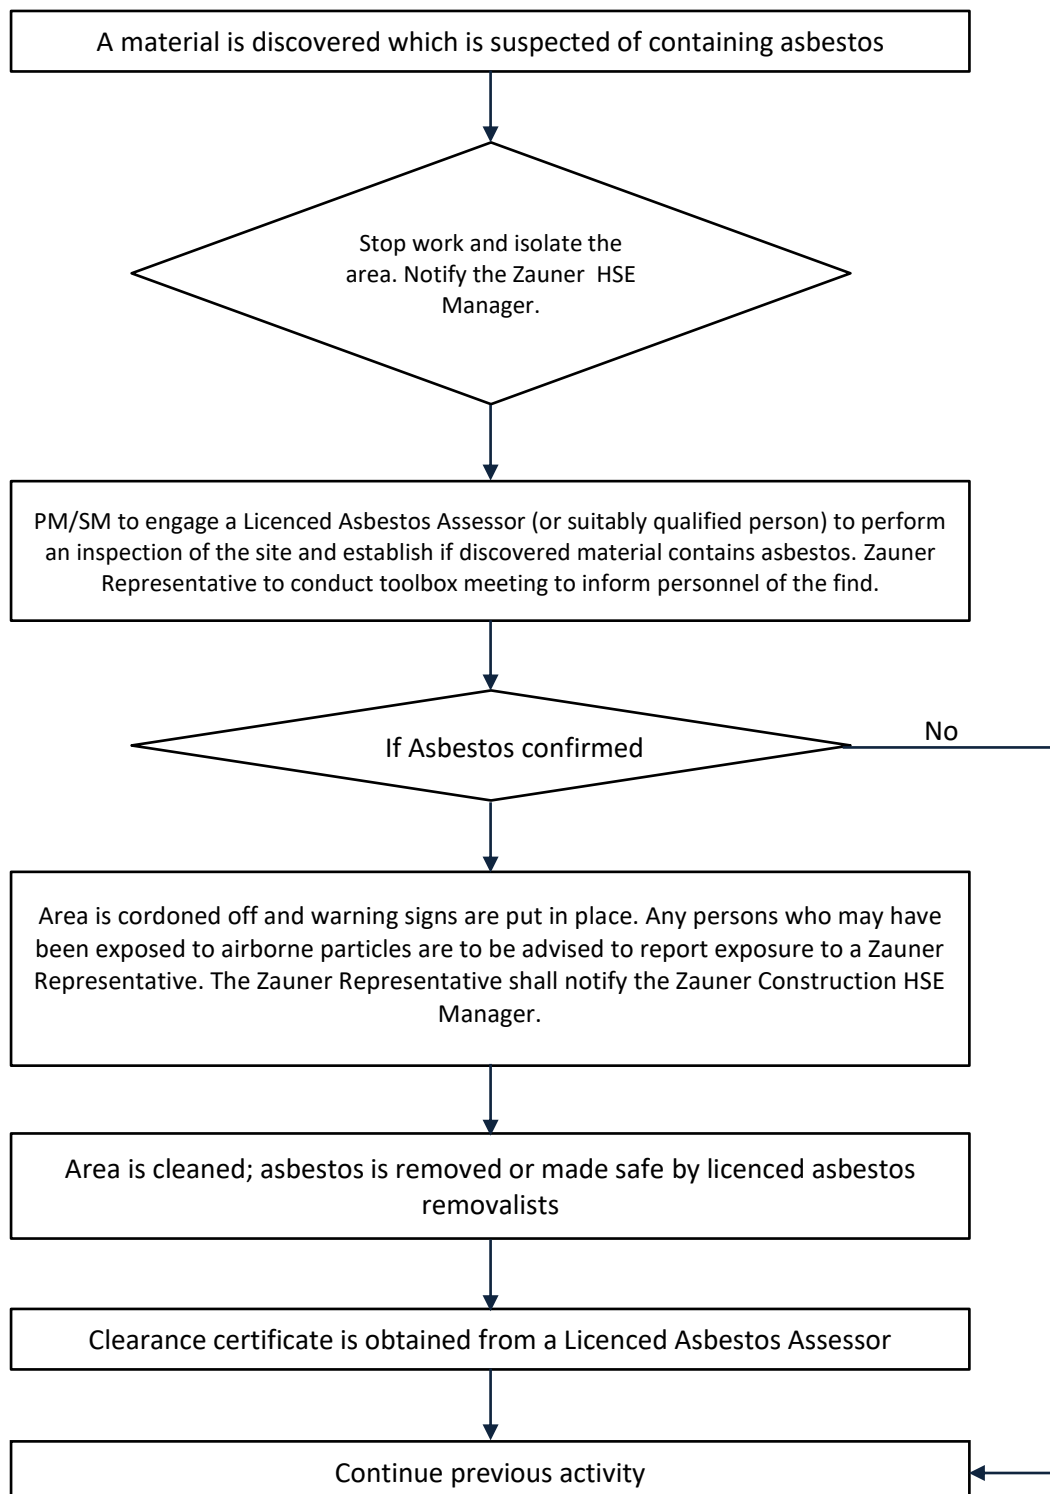 A material is discovered which is suspected of containing asbestos
Stop work and isolate the
area. Notify the Zauner  HSE
Manager.
PM/SM to engage a Licenced Asbestos Assessor (or suitably qualified person) to perform
an inspection of the site and establish if discovered material contains asbestos. Zauner
Representative to conduct toolbox meeting to inform personnel of the find.
If Asbestos confirmed
No
Area is cordoned off and warning signs are put in place. Any persons who may have
been exposed to airborne particles are to be advised to report exposure to a Zauner
Representative. The Zauner Representative shall notify the Zauner Construction HSE
Manager.
Area is cleaned; asbestos is removed or made safe by licenced asbestos
removalists
Clearance certificate is obtained from a Licenced Asbestos Assessor
Continue previous activity